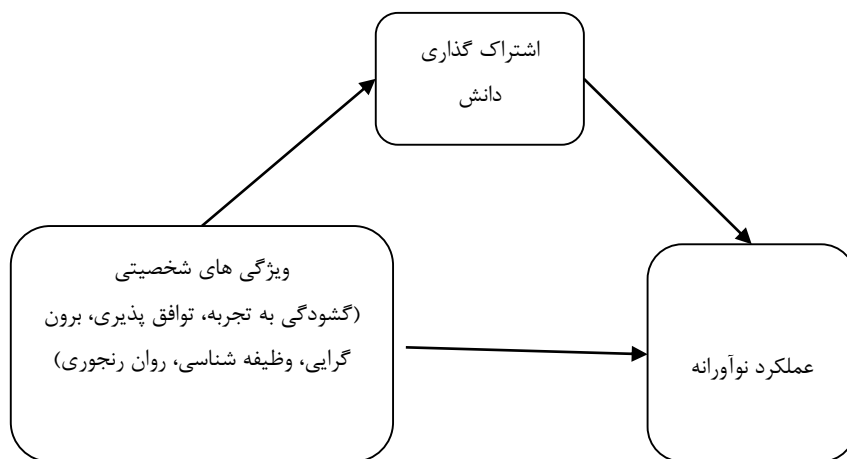 اشتراک گذاری
دانش
ویژگی های شخصیتی
(گشودگی به تجربه، توافق پذیری، برون
گرایی، وظیفه شناسی، روان رنجوری)
عملکرد نوآورانه